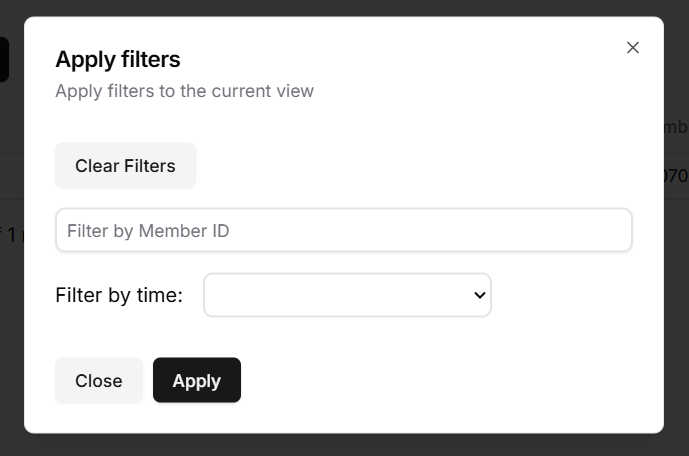 Apply filters
Apply filters to the current view
mb
Clear Filters
070
Filter by Member ID
f 1 r
Filter by time:
Close
Apply